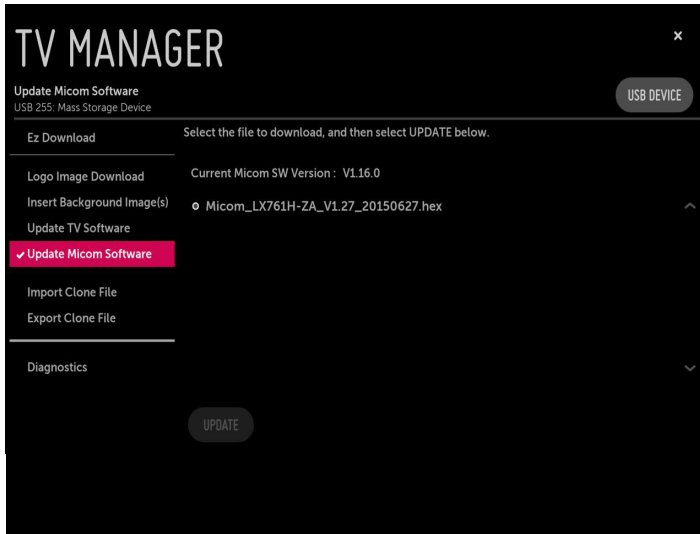 TV MANAGER
×
Update Micom Software
USB 255: Mass Storage Device
USB DEVICE
Ez Download
Select the file to download, and then select UPDATE below.
Logo Image Download
Current Micom SW Version : V1.16.0
Insert Background Image(s)
Micom_LX761H-ZA_V1.27_20150627.hex
Update TV Software
Update Micom Software
Import Clone File
Export Clone File
Diagnostics
UPDATE